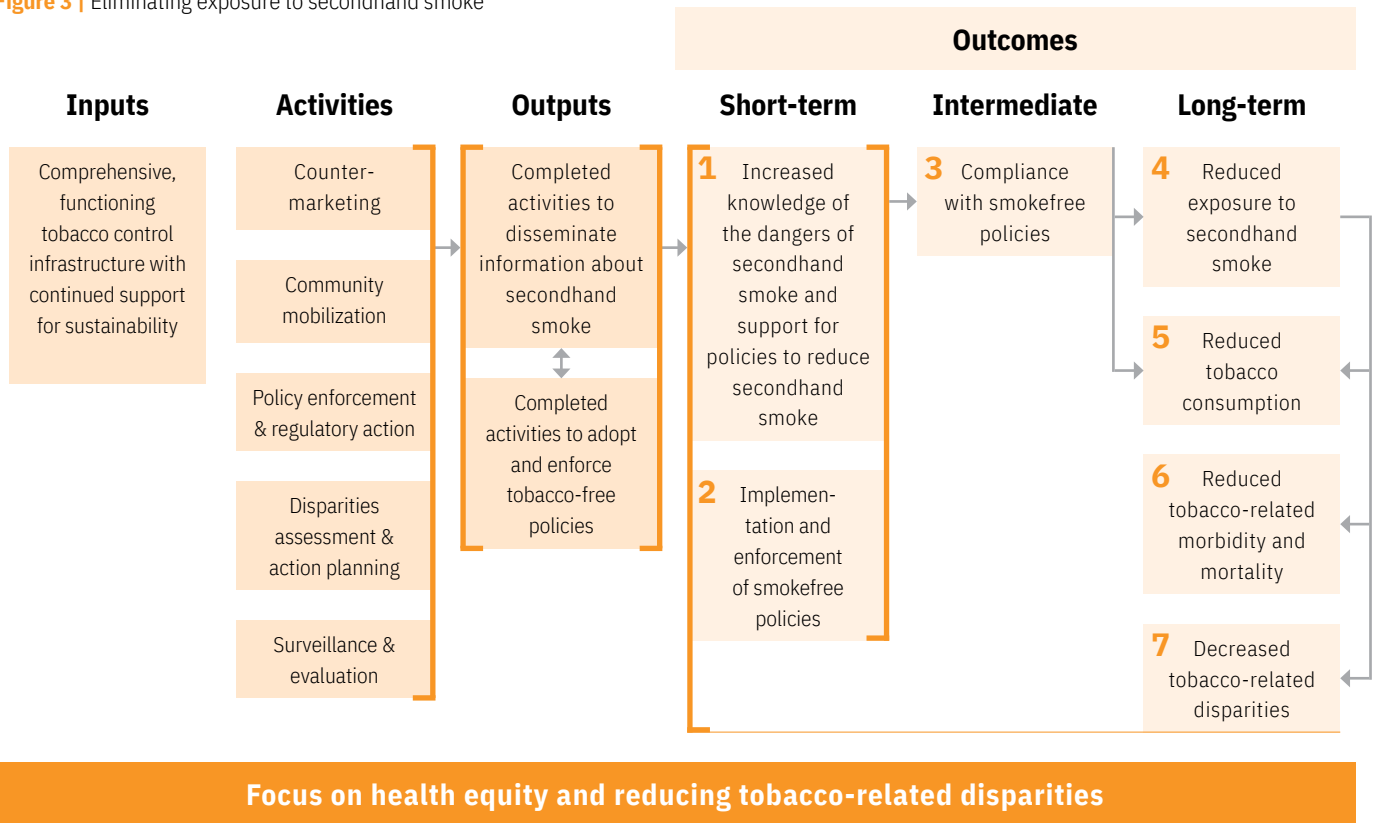 Figure 3 | Eliminating exposure to secondhand smoke
Outcomes
Inputs
Activities
Outputs
Short-term
Intermediate
Long-term
Comprehensive,
functioning
tobacco control
infrastructure with
continued support
for sustainability
Counter-
marketing
Community
mobilization
Policy enforcement
& regulatory action
Disparities
assessment &
action planning
Surveillance &
evaluation
Completed
activities to
disseminate
information about
secondhand
smoke
Completed
activities to adopt
and enforce
tobacco-free
policies
1 Increased
knowledge of
the dangers of
secondhand
smoke and
support for
policies to reduce
secondhand
smoke
2 Implemen-
tation and
enforcement
of smokefree
policies
3 Compliance
with smokefree
policies
4 Reduced
exposure to
secondhand
smoke
5 Reduced
tobacco
consumption
6 Reduced
tobacco-related
morbidity and
mortality
7 Decreased
tobacco-related
disparities
Focus on health equity and reducing tobacco-related disparities